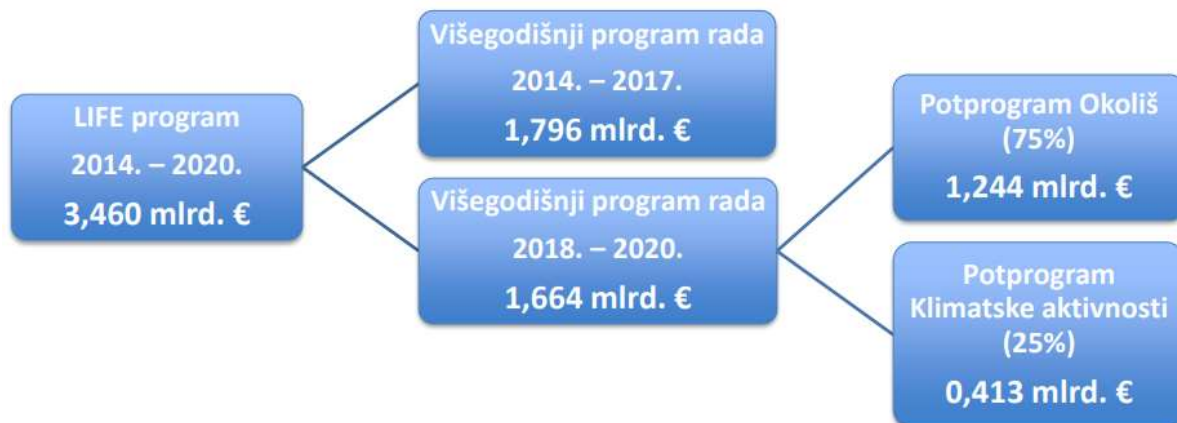 LIFE program
2014. – 2020.
3,460 mlrd. €
Višegodišnji program rada
2014. – 2017.
1,796 mlrd. €
Višegodišnji program rada
2018. – 2020.
1,664 mlrd. €
Potprogram Okoliš
(75%)
1,244 mlrd. €
Potprogram
Klimatske aktivnosti
(25%)
0,413 mlrd. €